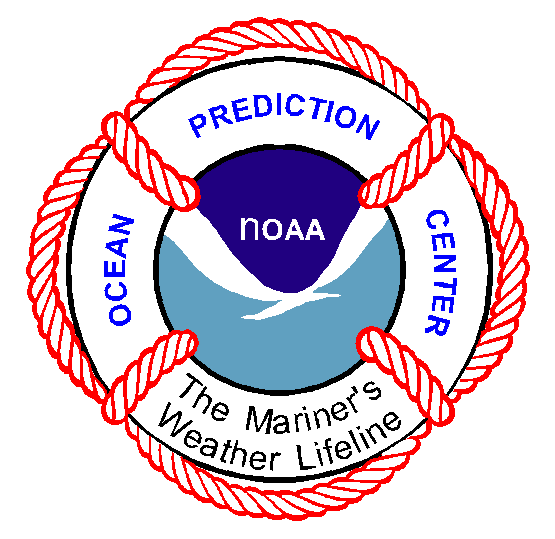 OCEAN
PREDICTION
CENTER
nOAA
The Mariner's
Weather Lifeline